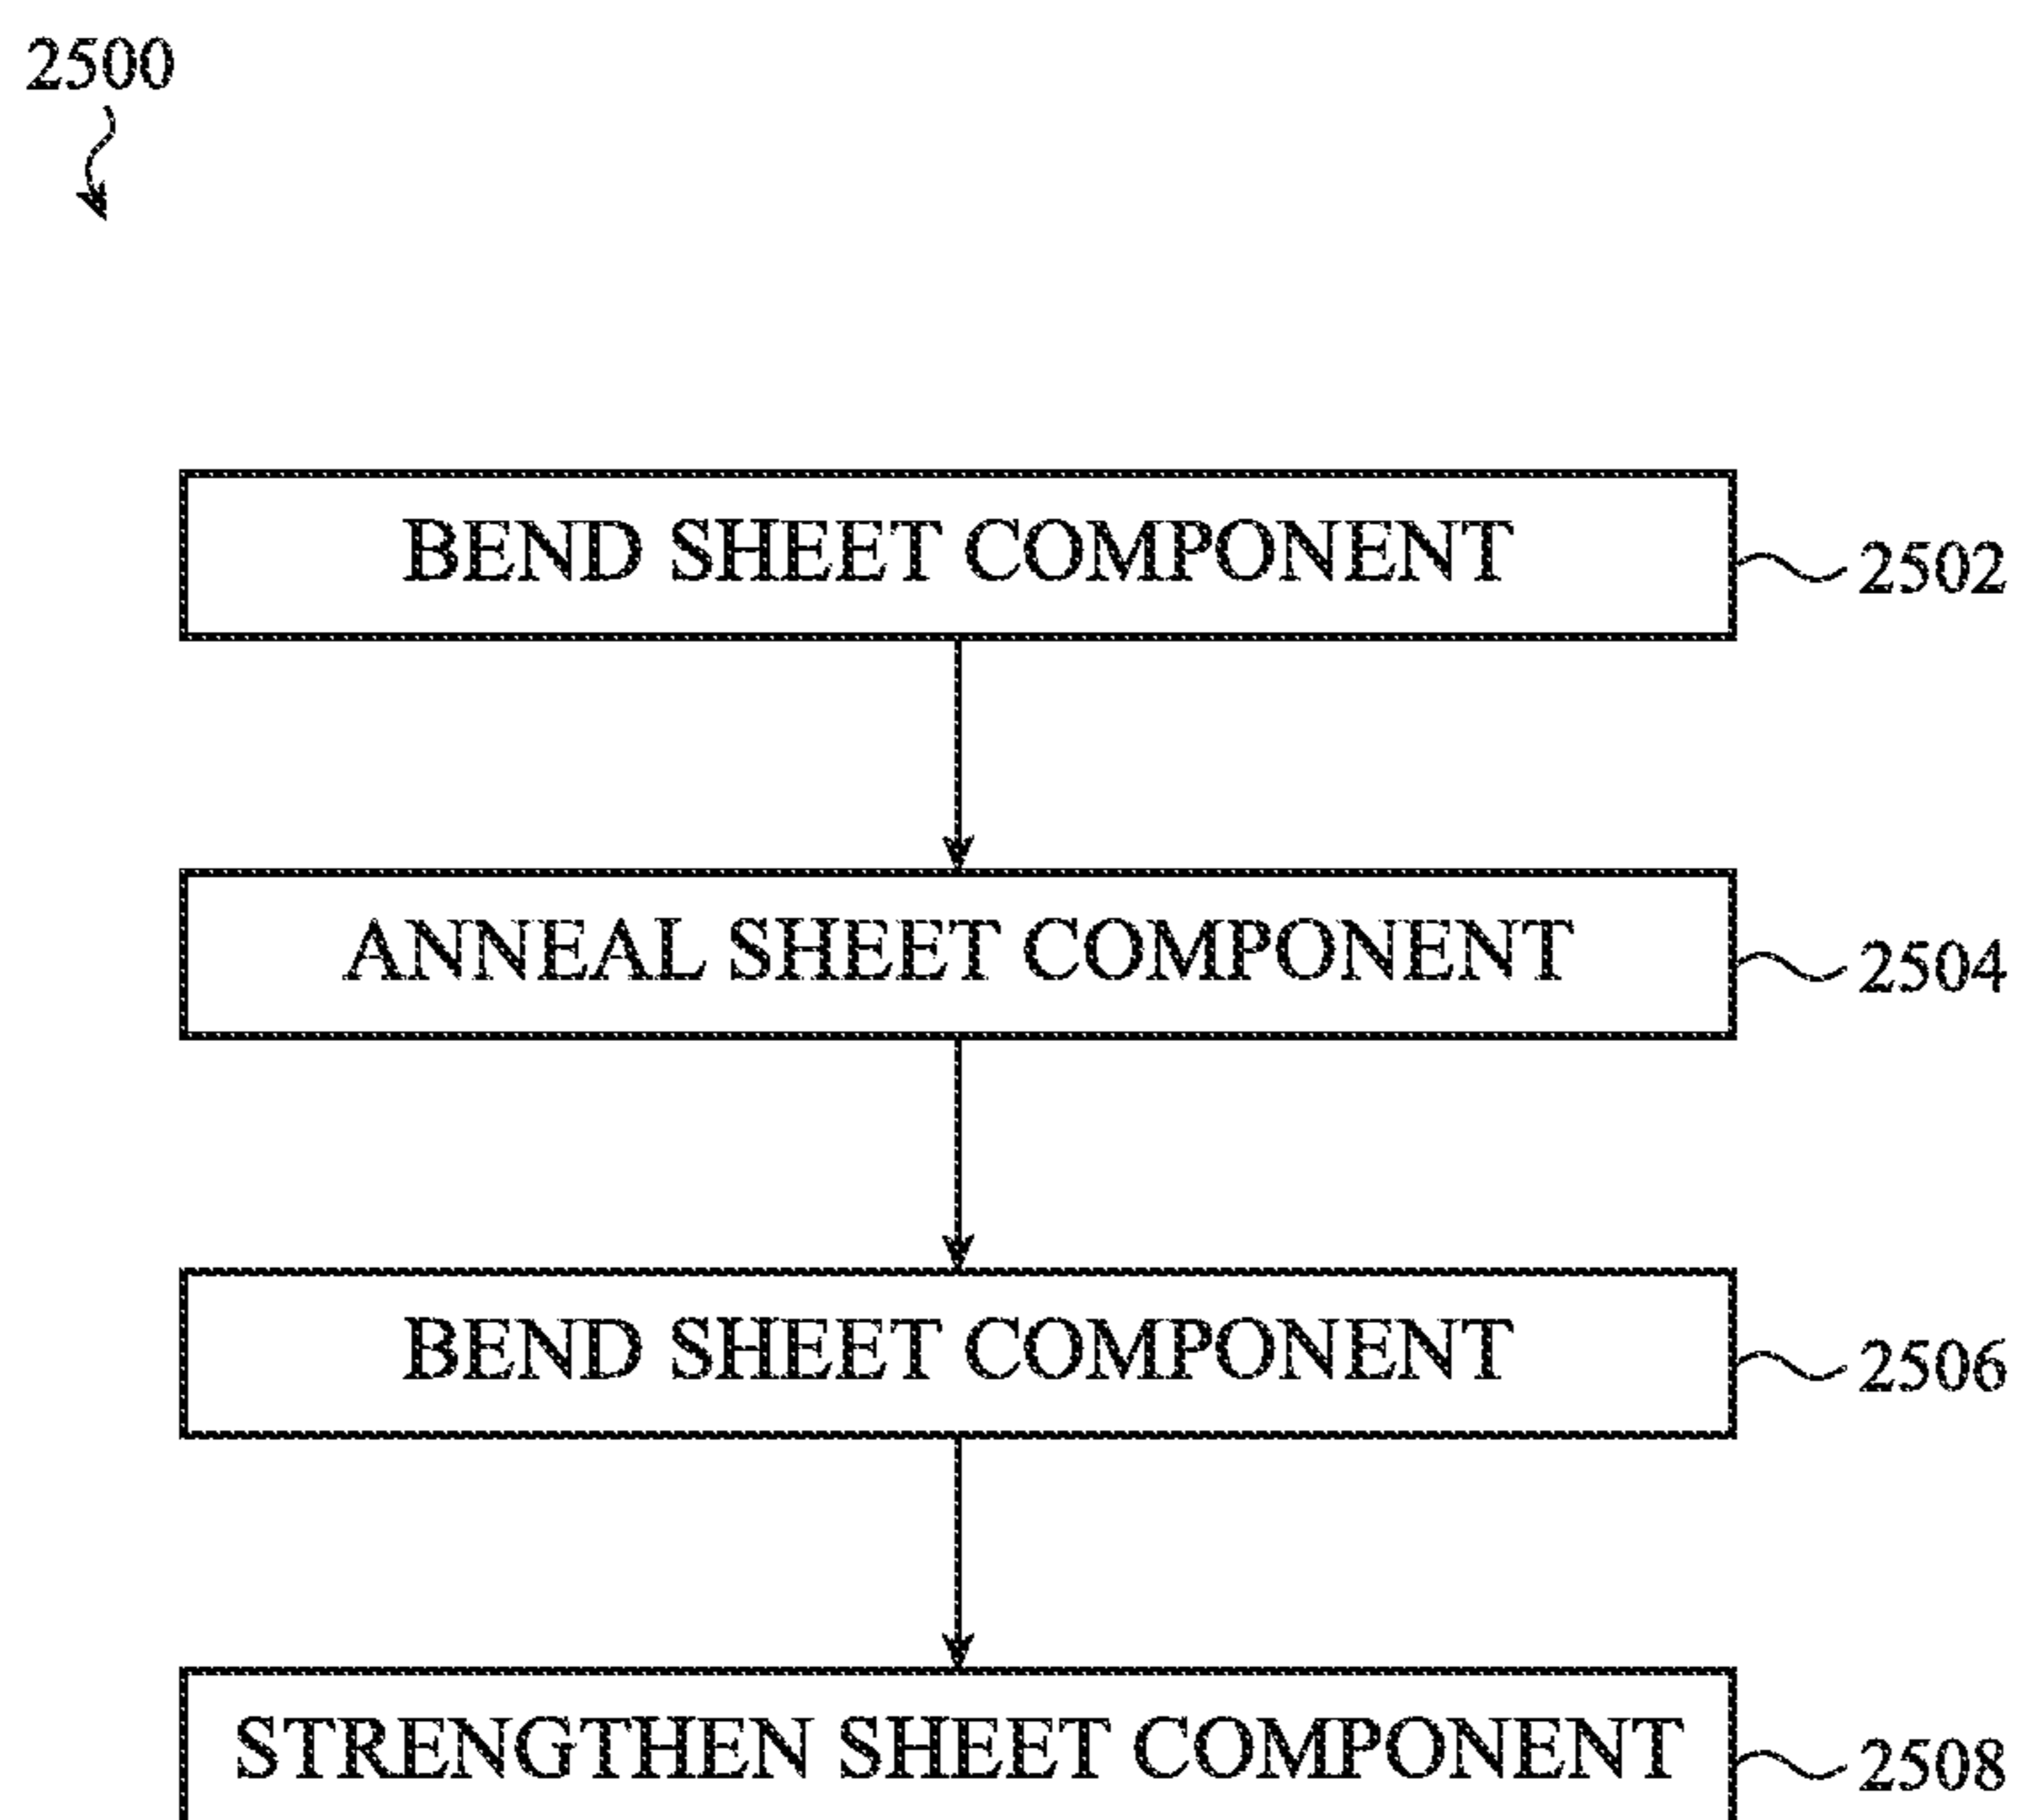 2500
BEND SHEET COMPONENT
2502
ANNEAL SHEET COMPONENT
2504
BEND SHEET COMPONENT
2506
STRENGTHEN SHEET COMPONENT
2508